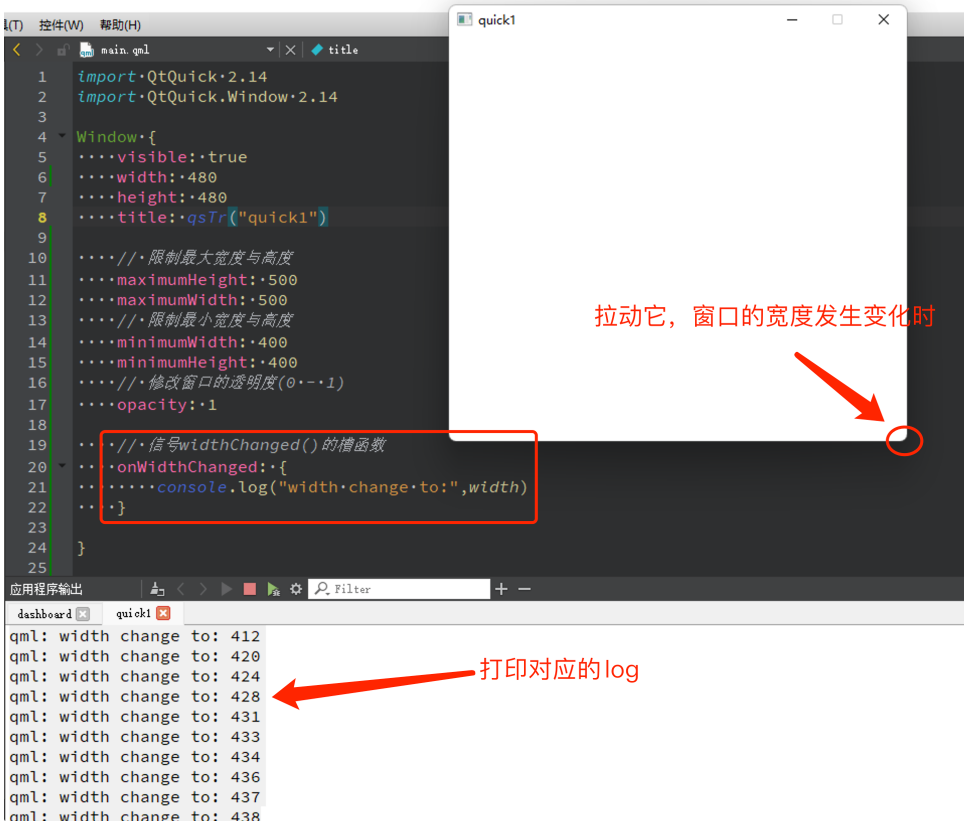 (T) 控件(W) 帮助(H)
quick1
main.qml title
1 import QtQuick 2.14
2 import QtQuick.Window 2.14
3
4 Window {
5 visible: true
6 width: 480
7 height: 480
8 title: qsTr("quick1")
9
10 // 限制最大宽度与高度
11 maximumHeight: 500
12 maximumWidth: 500
13 // 限制最小宽度与高度
14 minimumWidth: 400
15 minimumHeight: 400
16 // 修改窗口的透明度(0 - 1)
17 opacity: 1
18
19 // 信号widthChanged()的槽函数
20 onWidthChanged: {
21 console.log("width change to:",width)
22 }
23
24 }
25
拉动它，窗口的宽度发生变化时
应用程序输出 Filter
dashboard quick1
qml: width change to: 412
qml: width change to: 420
qml: width change to: 424
qml: width change to: 428
qml: width change to: 431
qml: width change to: 433
qml: width change to: 434
qml: width change to: 436
qml: width change to: 437
qml: width change to: 438
打印对应的log